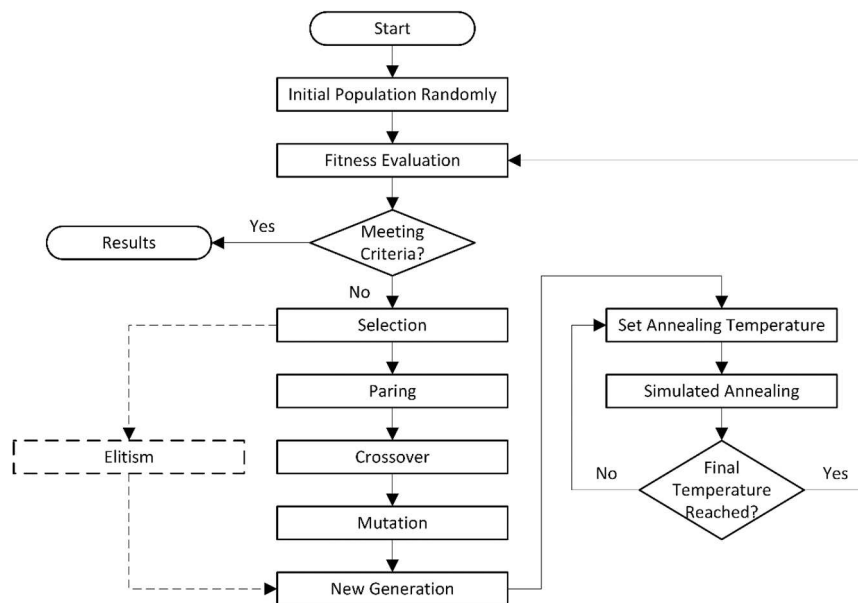 Start
Initial Population Randomly
Fitness Evaluation
Yes
Results
Meeting
Criteria?
No
Selection
Set Annealing Temperature
Paring
Simulated Annealing
Elitism
Crossover
No
Final
Temperature
Reached?
Yes
Mutation
New Generation